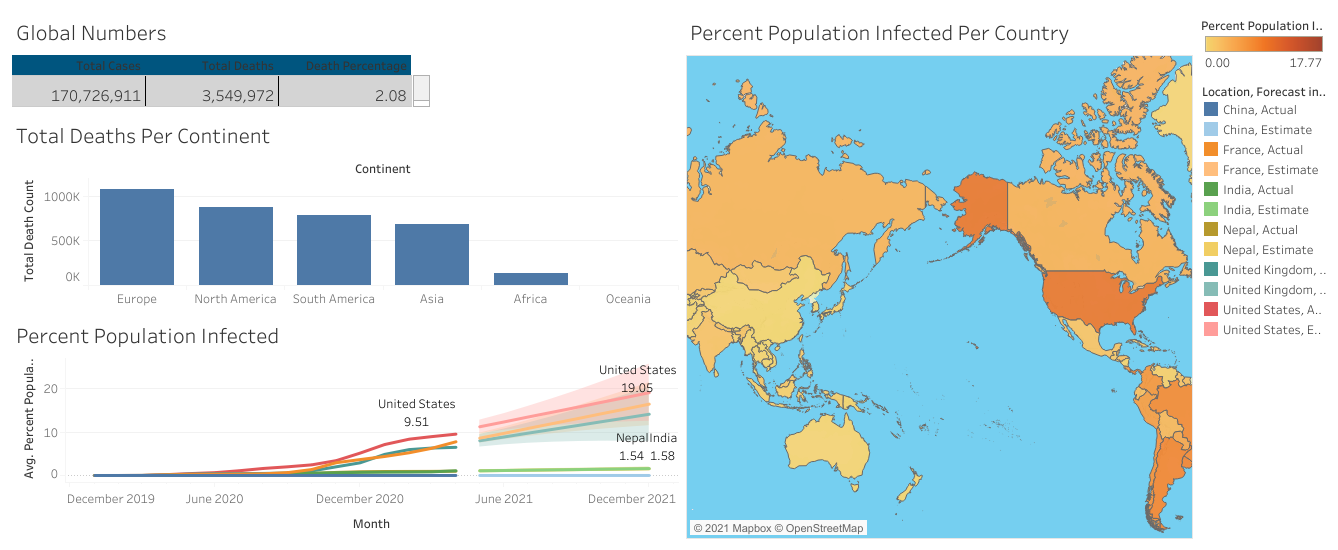 Global Numbers
Total Cases Total Deaths Death Percentage
170,726,911 3,549,972 2.08
Total Deaths Per Continent
Continent
Total Death Count
1000K
500K
0K
Europe North America South America Asia Africa Oceania
Percent Population Infected
Avg. Percent Popula..
20
10
0
United States
9.51
United States
19.05
Nepal India
1.54 1.58
December 2019 June 2020 December 2020 June 2021 December 2021
Month
Percent Population Infected Per Country
© 2021 Mapbox © OpenStreetMap
Percent Population I..
0.00 17.77
Location, Forecast in..
China, Actual
China, Estimate
France, Actual
France, Estimate
India, Actual
India, Estimate
Nepal, Actual
Nepal, Estimate
United Kingdom, ..
United Kingdom, ..
United States, A..
United States, E..